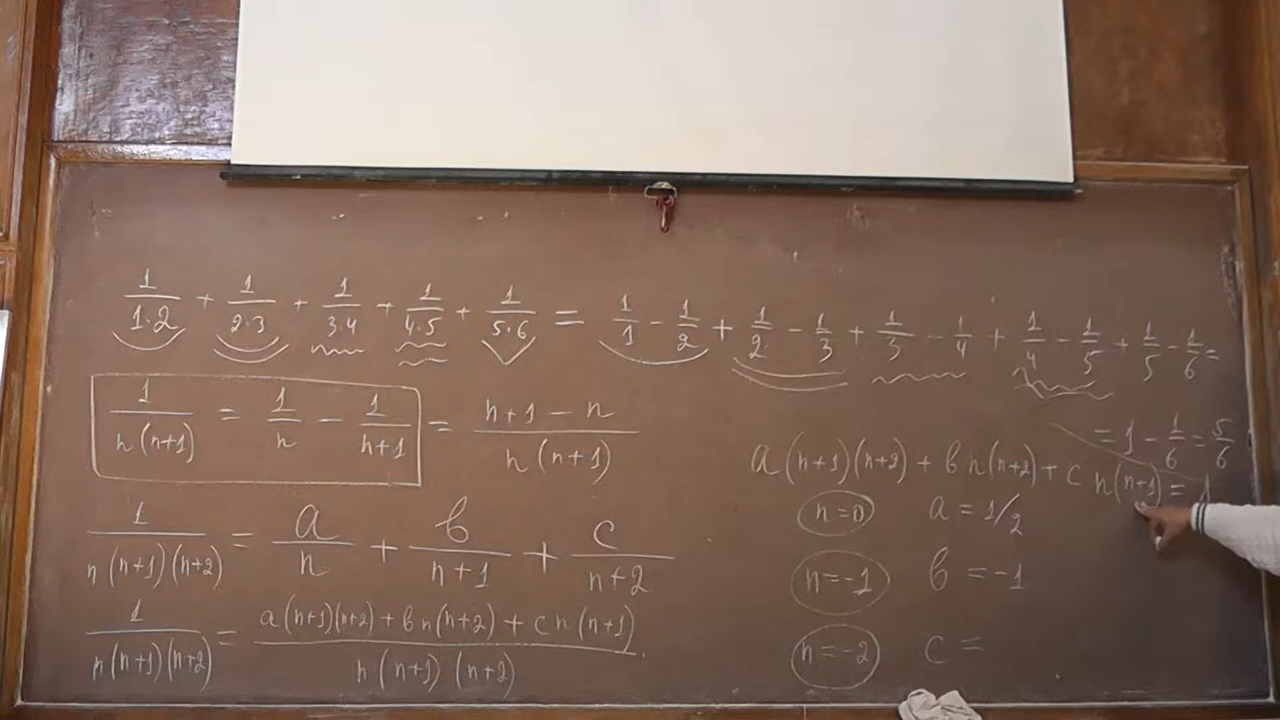 1/(1·2) + 1/(2·3) + 1/(3·4) + 1/(4·5) + 1/(5·6) = 1/1 - 1/2 + 1/2 - 1/3 + 1/3 - 1/4 + 1/4 - 1/5 + 1/5 - 1/6 =
= 1 - 1/6 = 5/6
1/(n(n+1)) = 1/n - 1/(n+1) = (n+1-n)/(n(n+1))
1/(n(n+1)(n+2)) = a/n + b/(n+1) + c/(n+2)
1/(n(n+1)(n+2)) = (a(n+1)(n+2) + b n(n+2) + c n(n+1))/(n(n+1)(n+2))
a(n+1)(n+2) + b n(n+2) + c n(n+1) = 1
n=0 a = 1/2
n=-1 b = -1
n=-2 c =